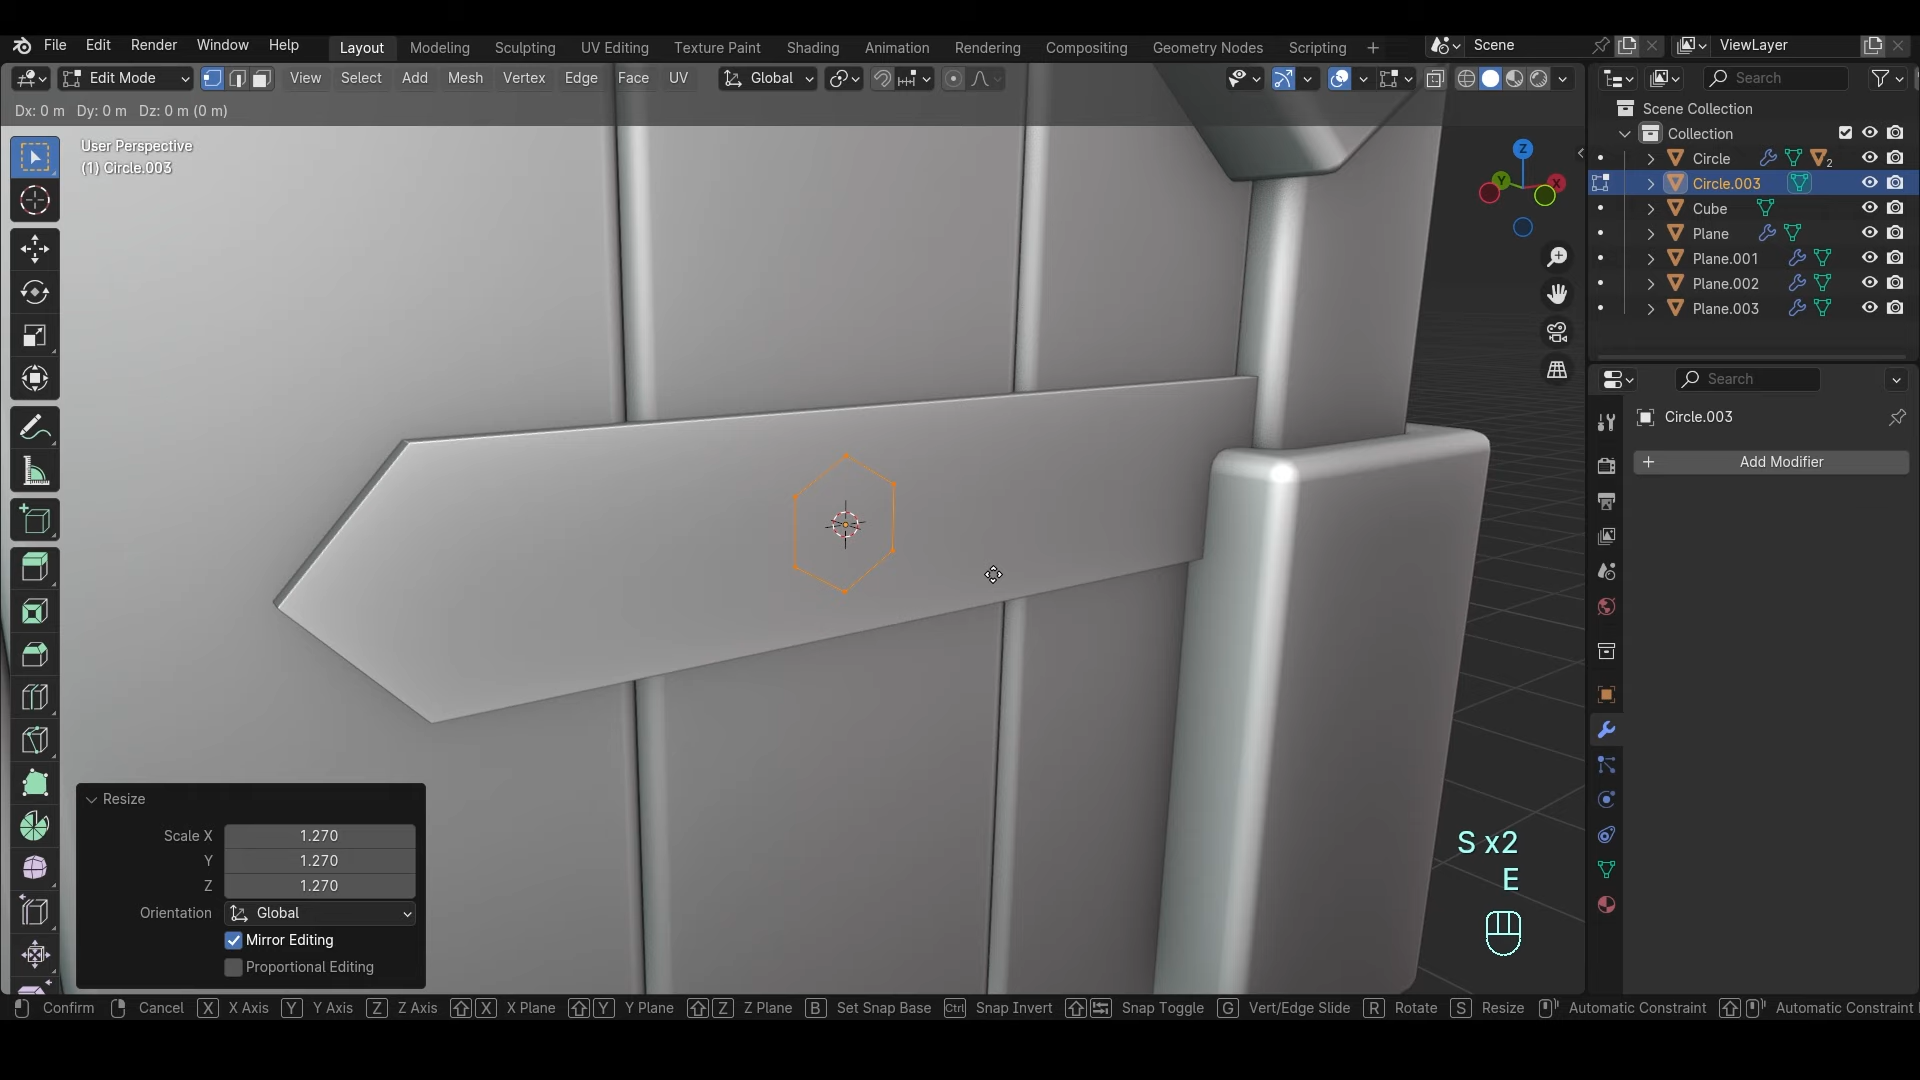 File Edit Render Window Help Layout Modeling Sculpting UV Editing Texture Paint Shading Animation Rendering Compositing Geometry Nodes Scripting + Scene ViewLayer
Edit Mode View Select Add Mesh Vertex Edge Face UV Global Search
Dx: 0 m Dy: 0 m Dz: 0 m (0 m)
User Perspective
(1) Circle.003
Z
Y
X
Scene Collection
Collection
Circle 2
Circle.003
Cube
Plane
Plane.001
Plane.002
Plane.003
Search
Circle.003
+ Add Modifier
Resize
Scale X 1.270
Y 1.270
Z 1.270
Orientation Global
Mirror Editing
Proportional Editing
S x2
E
Confirm Cancel X X Axis Y Y Axis Z Z Axis X X Plane Y Y Plane Z Z Plane B Set Snap Base Ctrl Snap Invert Snap Toggle G Vert/Edge Slide R Rotate S Resize Automatic Constraint Automatic Constraint